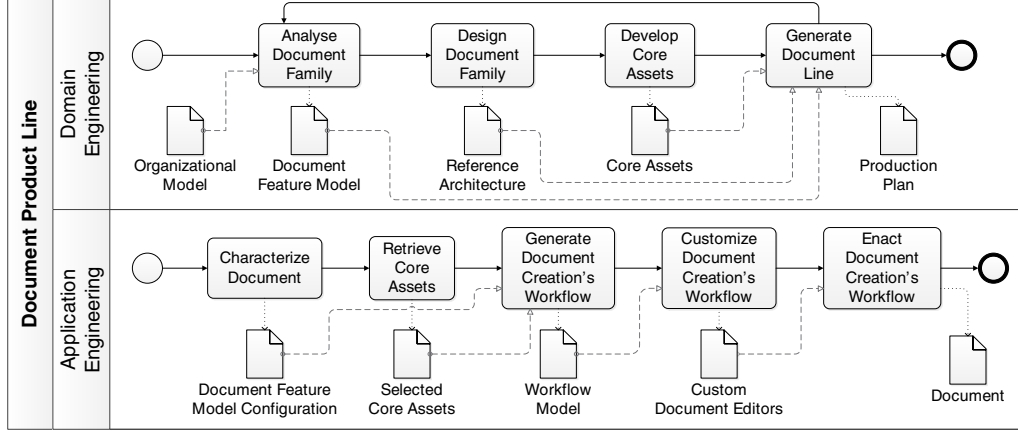 Document Product Line
Domain
Engineering
Analyse
Document
Family
Design
Document
Family
Develop
Core
Assets
Generate
Document
Line
Organizational
Model
Document
Feature Model
Reference
Architecture
Core Assets
Production
Plan
Application
Engineering
Characterize
Document
Retrieve
Core
Assets
Generate
Document
Creation's
Workflow
Customize
Document
Creation's
Workflow
Enact
Document
Creation's
Workflow
Document Feature
Model Configuration
Selected
Core Assets
Workflow
Model
Custom
Document Editors
Document